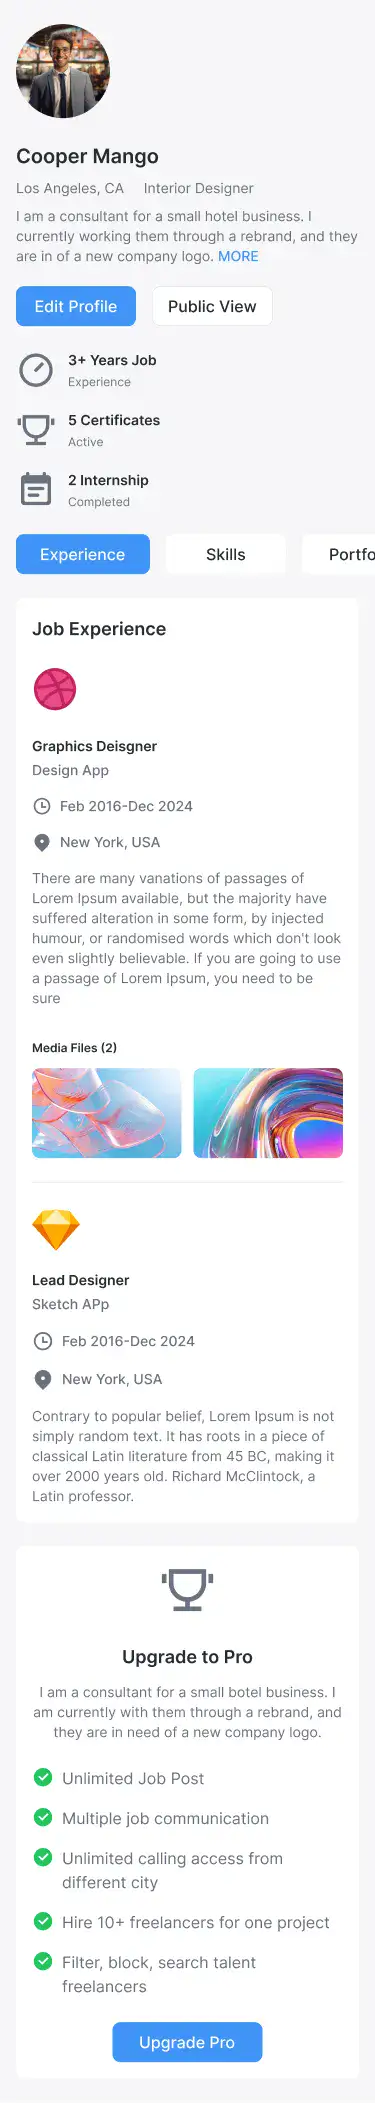 Cooper Mango
Los Angeles, CA Interior Designer
I am a consultant for a small hotel business. I
currently working them through a rebrand, and they
are in of a new company logo. MORE
Edit Profile Public View
3+ Years Job
Experience
5 Certificates
Active
2 Internship
Completed
Experience Skills Portfo
Job Experience
Graphics Deisgner
Design App
Feb 2016-Dec 2024
New York, USA
There are many vanations of passages of
Lorem Ipsum available, but the majority have
suffered alteration in some form, by injected
humour, or randomised words which don't look
even slightly believable. If you are going to use
a passage of Lorem Ipsum, you need to be
sure
Media Files (2)
Lead Designer
Sketch APp
Feb 2016-Dec 2024
New York, USA
Contrary to popular belief, Lorem Ipsum is not
simply random text. It has roots in a piece of
classical Latin literature from 45 BC, making it
over 2000 years old. Richard McClintock, a
Latin professor.
Upgrade to Pro
I am a consultant for a small botel business. I
am currently with them through a rebrand, and
they are in need of a new company logo.
Unlimited Job Post
Multiple job communication
Unlimited calling access from
different city
Hire 10+ freelancers for one project
Filter, block, search talent
freelancers
Upgrade Pro